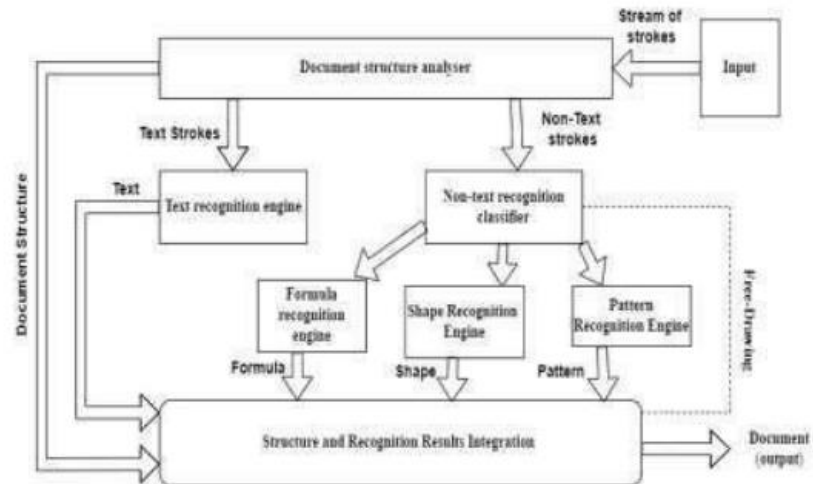 Stream of
strokes
Document structure analyser
Input
Text Strokes
Non-Text
strokes
Text
Text recognition engine
Non-text recognition
classifier
Document Structure
Free-Drawing
Formula
recognition
engine
Shape Recognition
Engine
Pattern
Recognition Engine
Formula
Shape
Pattern
Structure and Recognition Results Integration
Document
(output)